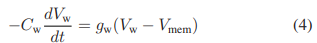 −C_w dV_w/dt = g_w(V_w − V_mem) (4)